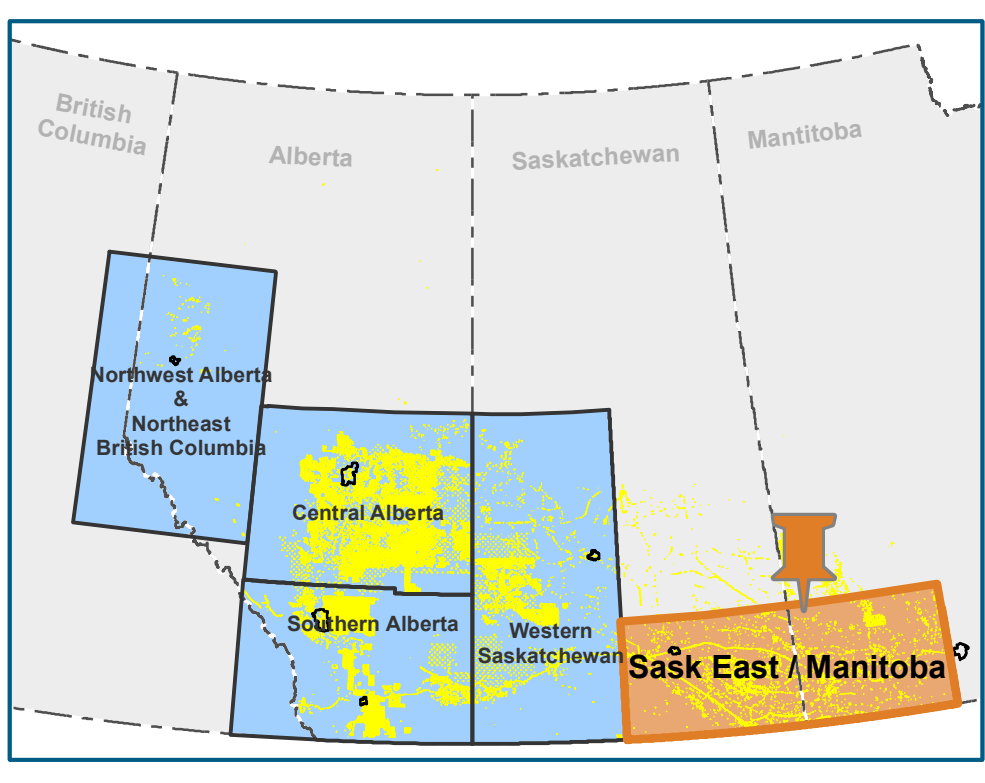 British
Columbia
Alberta
Saskatchewan
Mantitoba
Northwest Alberta
&
Northeast
British Columbia
Central Alberta
Southern Alberta
Western
Saskatchewan
Sask East / Manitoba